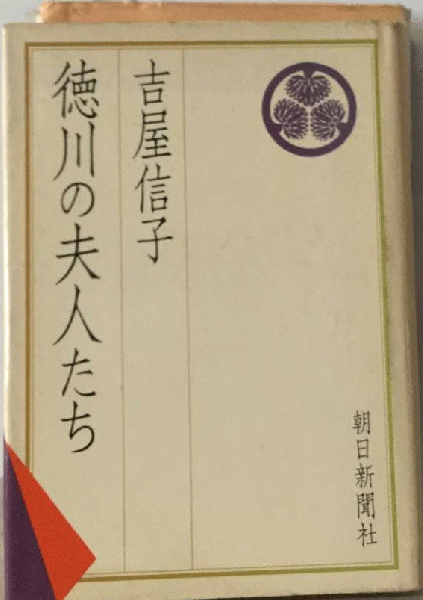 徳川の夫人たち
吉屋信子
朝日新聞社